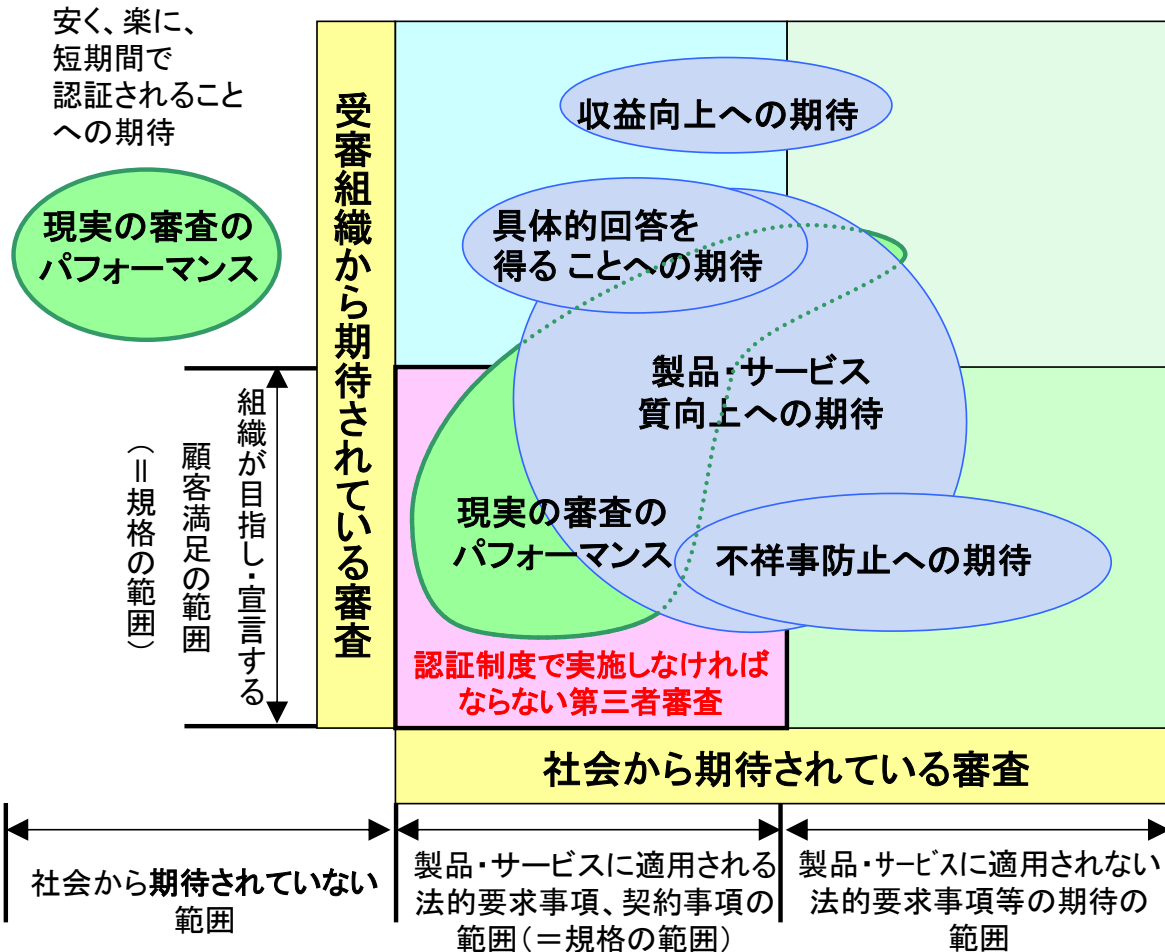 安く、楽に、
短期間で
認証されること
への期待
現実の審査の
パフォーマンス
受審組織から期待されている審査
収益向上への期待
具体的回答を
得ることへの期待
製品・サービス
質向上への期待
現実の審査の
パフォーマンス
不祥事防止への期待
認証制度で実施しなければ
ならない第三者審査
組織が目指し・宣言する
顧客満足の範囲
(=規格の範囲)
社会から期待されている審査
社会から期待されていない
範囲
製品・サービスに適用される
法的要求事項、契約事項の
範囲(=規格の範囲)
製品・サービスに適用されない
法的要求事項等の期待の
範囲